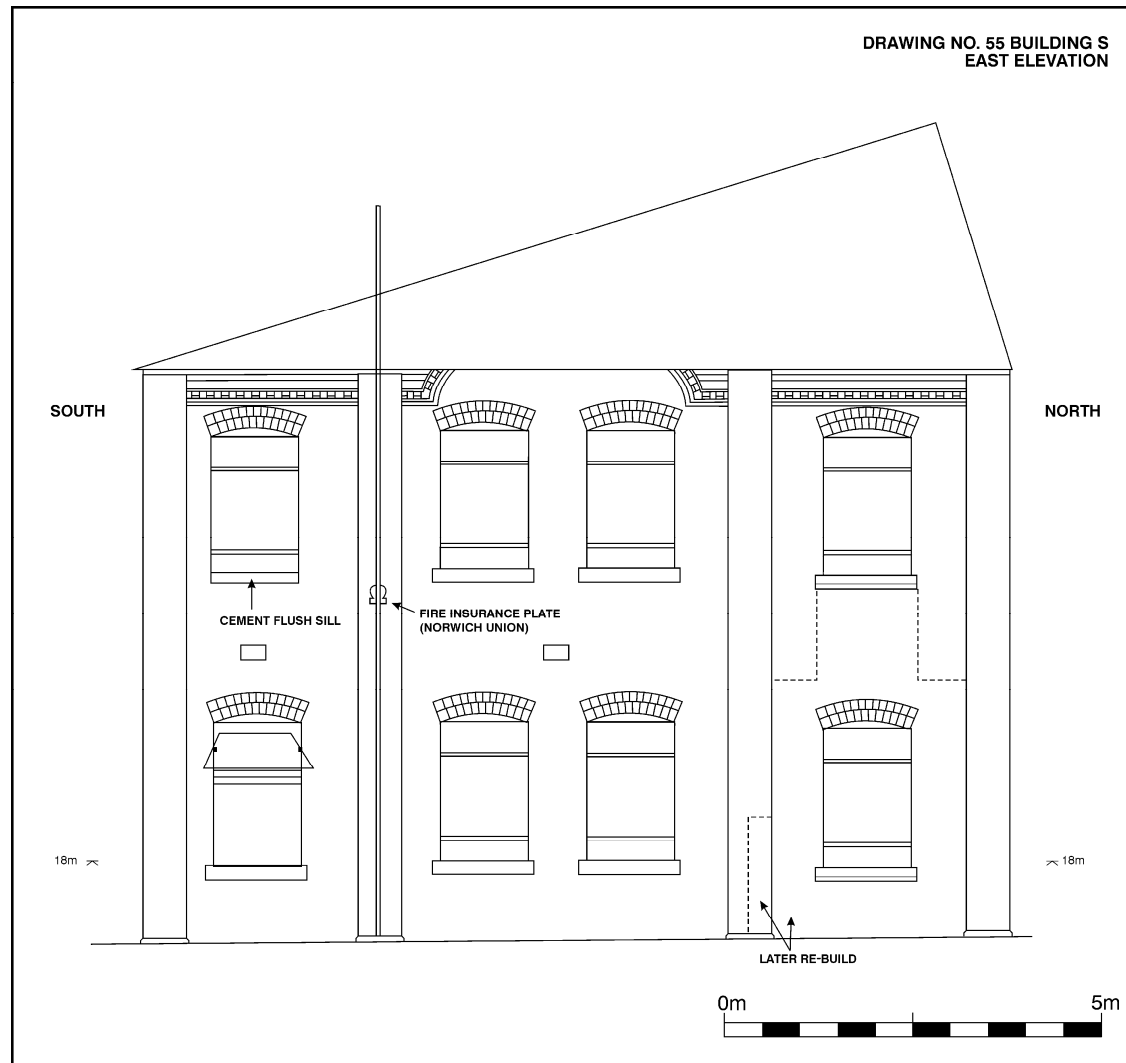 DRAWING NO. 55 BUILDING S
EAST ELEVATION
SOUTH
NORTH
CEMENT FLUSH SILL
FIRE INSURANCE PLATE
(NORWICH UNION)
18m
18m
LATER RE-BUILD
0m
5m